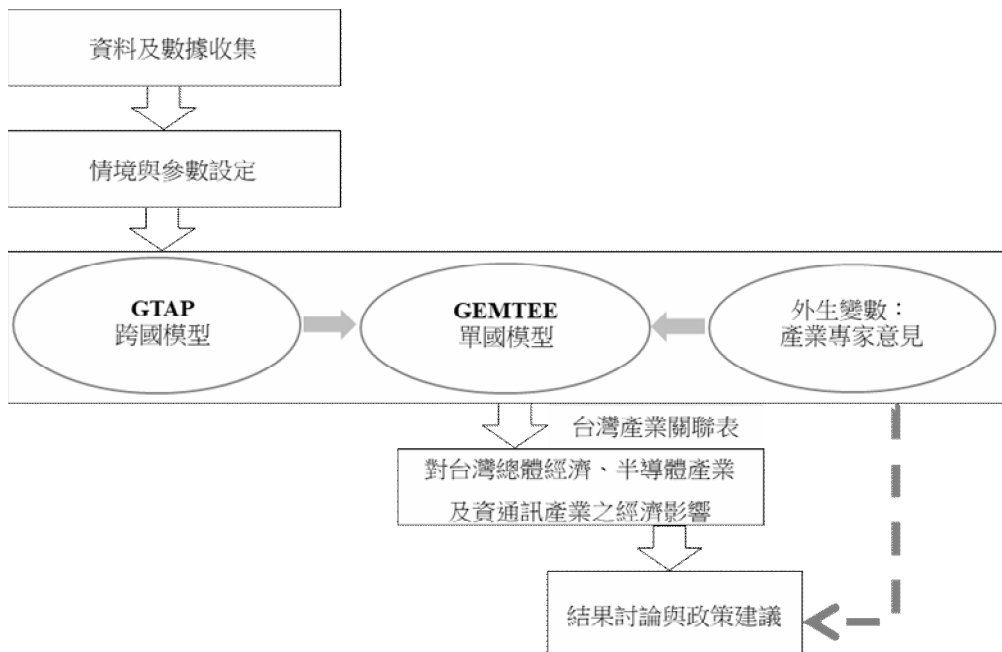 資料及數據收集
情境與參數設定
GTAP
跨國模型
GEMTEE
單國模型
外生變數：
產業專家意見
台灣產業關聯表
對台灣總體經濟、半導體產業
及資通訊產業之經濟影響
結果討論與政策建議